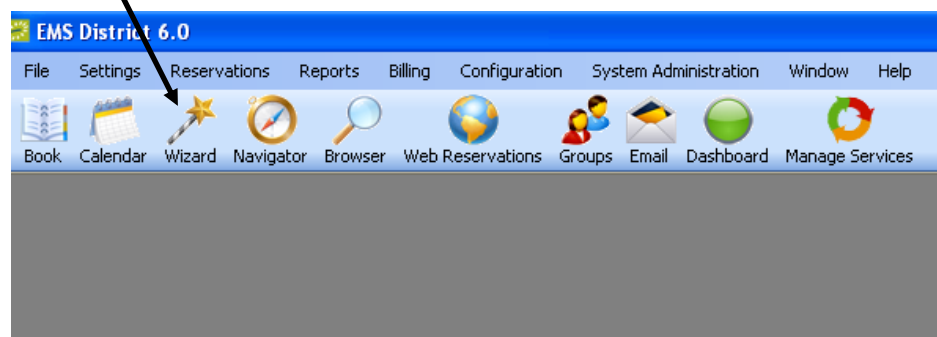 EMS District 6.0
File Settings Reservations Reports Billing Configuration System Administration Window Help
Book Calendar Wizard Navigator Browser Web Reservations Groups Email Dashboard Manage Services